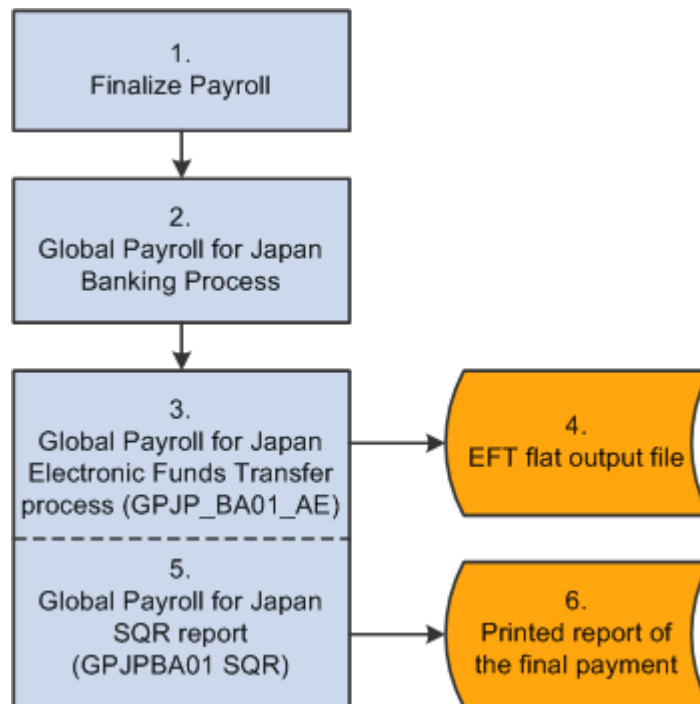 1.
Finalize Payroll
2.
Global Payroll for Japan
Banking Process
3.
Global Payroll for Japan
Electronic Funds Transfer
process (GPJP_BA01_AE)
4.
EFT flat output file
5.
Global Payroll for Japan
SQR report
(GPJPBA01 SQR)
6.
Printed report of
the final payment